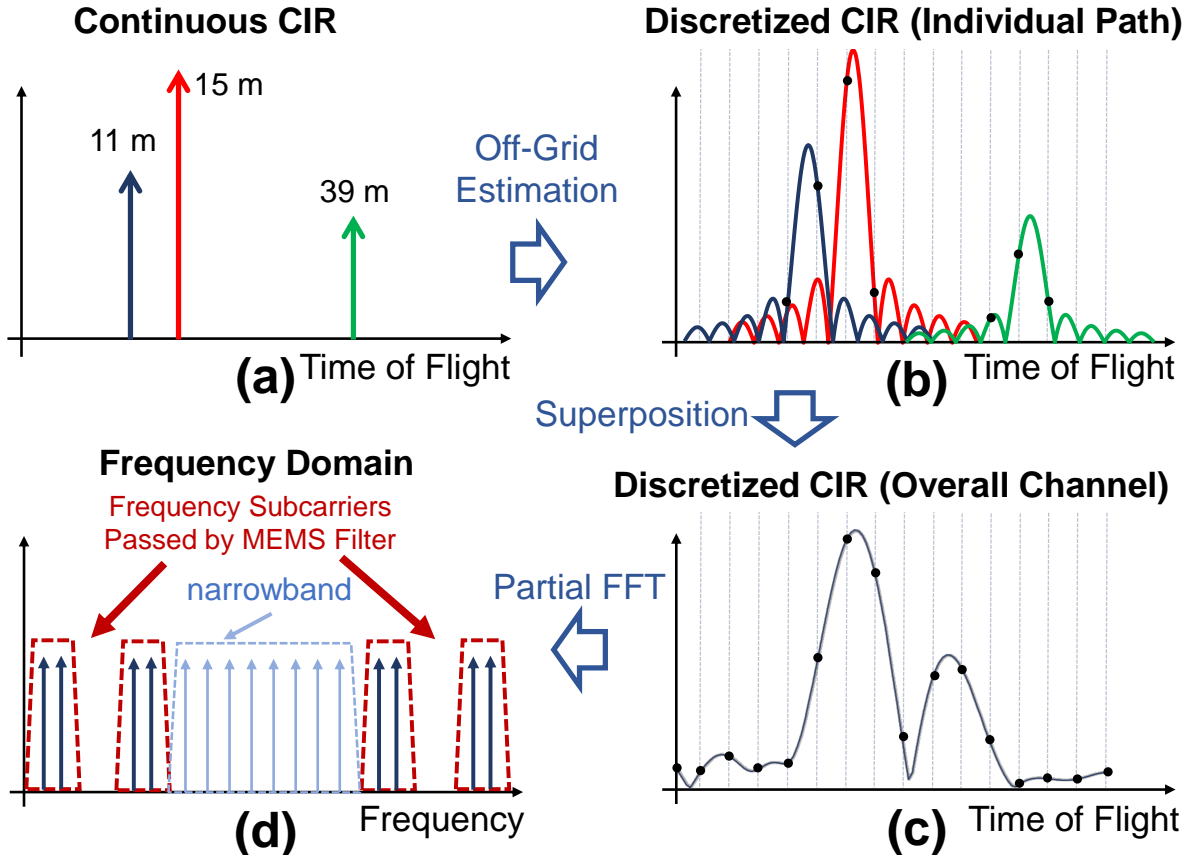 Continuous CIR
15 m
11 m
39 m
Time of Flight
(a)
Off-Grid
Estimation
Discretized CIR (Individual Path)
(b)
Time of Flight
Superposition
Discretized CIR (Overall Channel)
(c)
Time of Flight
Partial FFT
Frequency Domain
Frequency Subcarriers
Passed by MEMS Filter
narrowband
(d)
Frequency